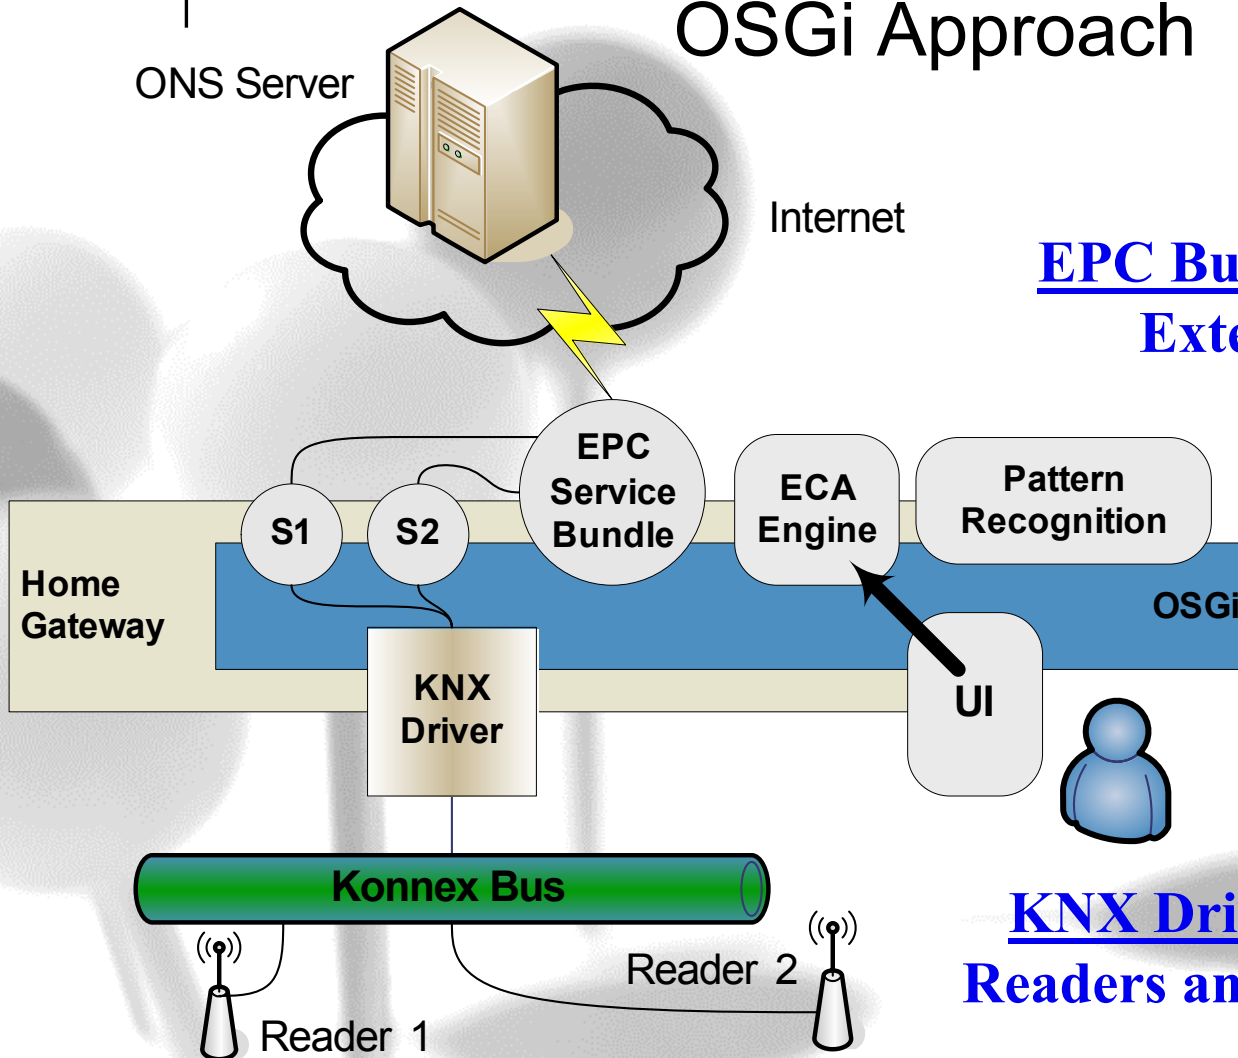 OSGi Approach
ONS Server
Internet
EPC Bu
Exte
EPC
Service
Bundle
ECA
Engine
Pattern
Recognition
S1
S2
Home
Gateway
OSGi
KNX
Driver
UI
Konnex Bus
KNX Dri
Readers an
Reader 2
Reader 1